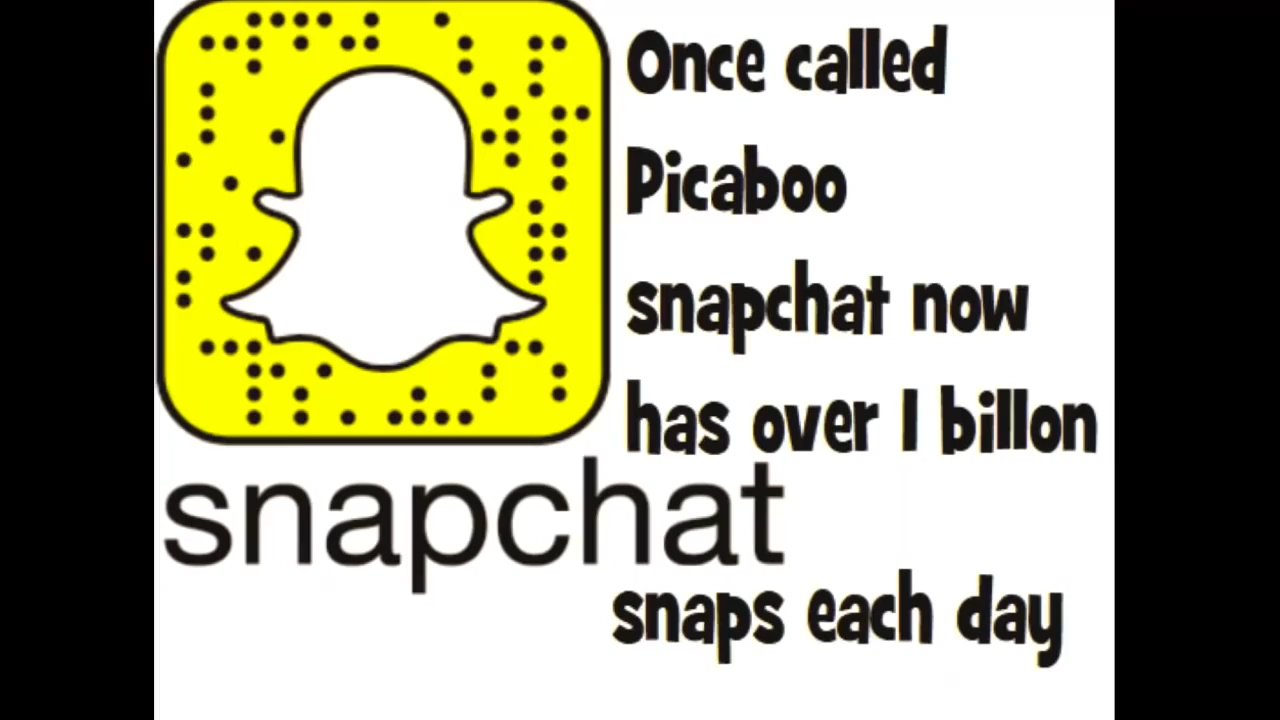 Once called
Picaboo
snapchat now
has over 1 billon
snapchat
snaps each day